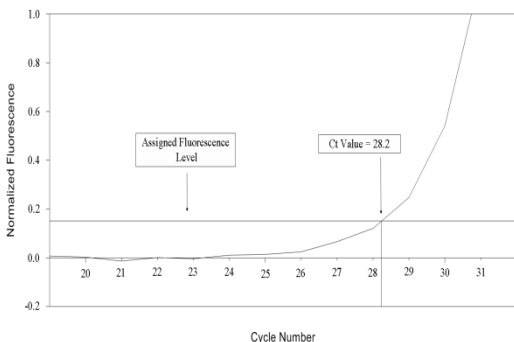 1.0
0.8
0.6
0.4
0.2
0.0
-0.2
Normalized Fluorescence
Assigned Fluorescence
Level
Ct Value = 28.2
20 21 22 23 24 25 26 27 28 29 30 31
Cycle Number